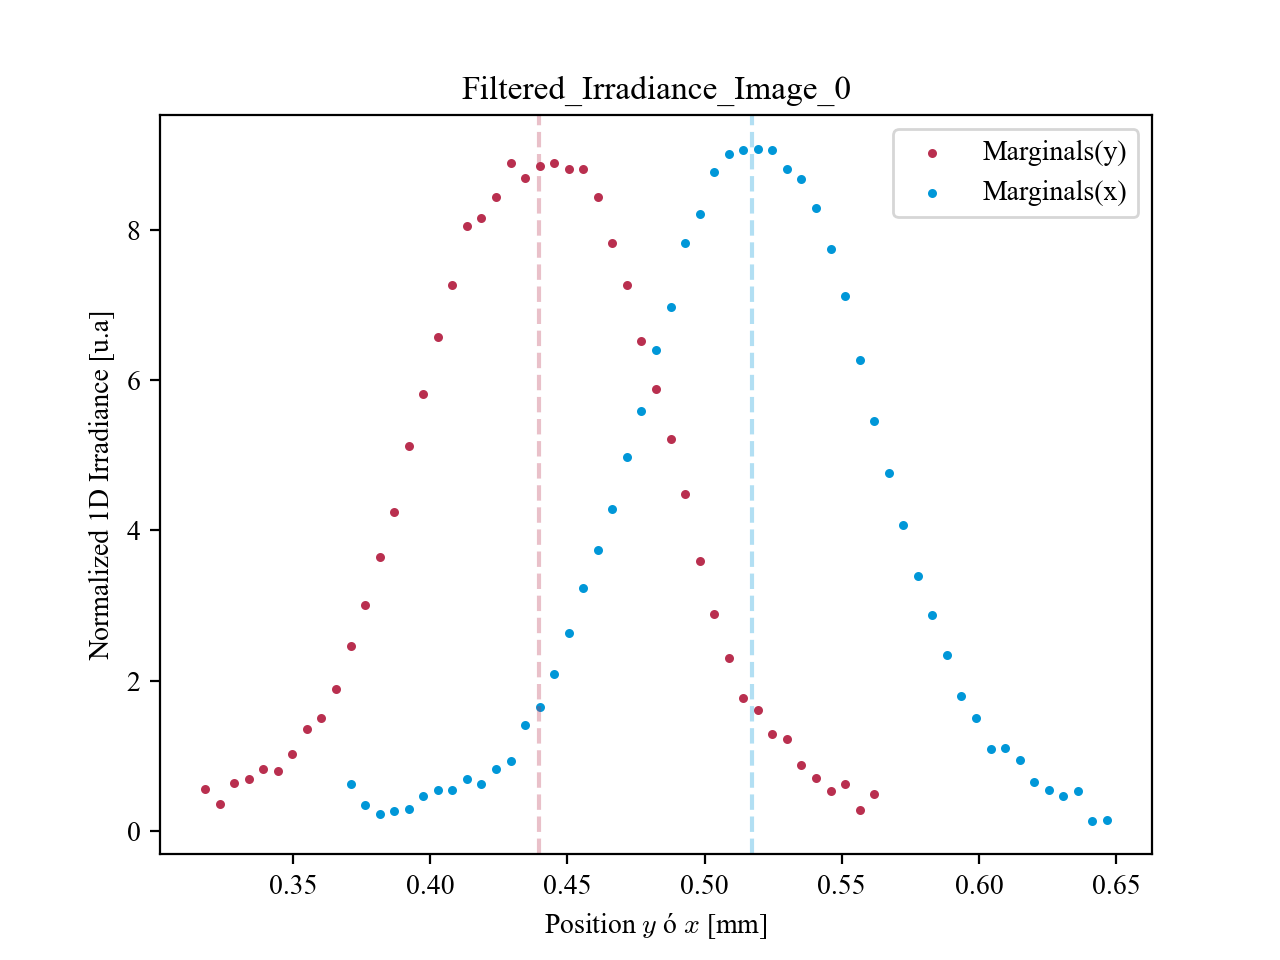 Filtered_Irradiance_Image_0
Marginals(y)
Marginals(x)
Normalized 1D Irradiance [u.a]
8
6
4
2
0
0.35 0.40 0.45 0.50 0.55 0.60 0.65
Position y ó x [mm]